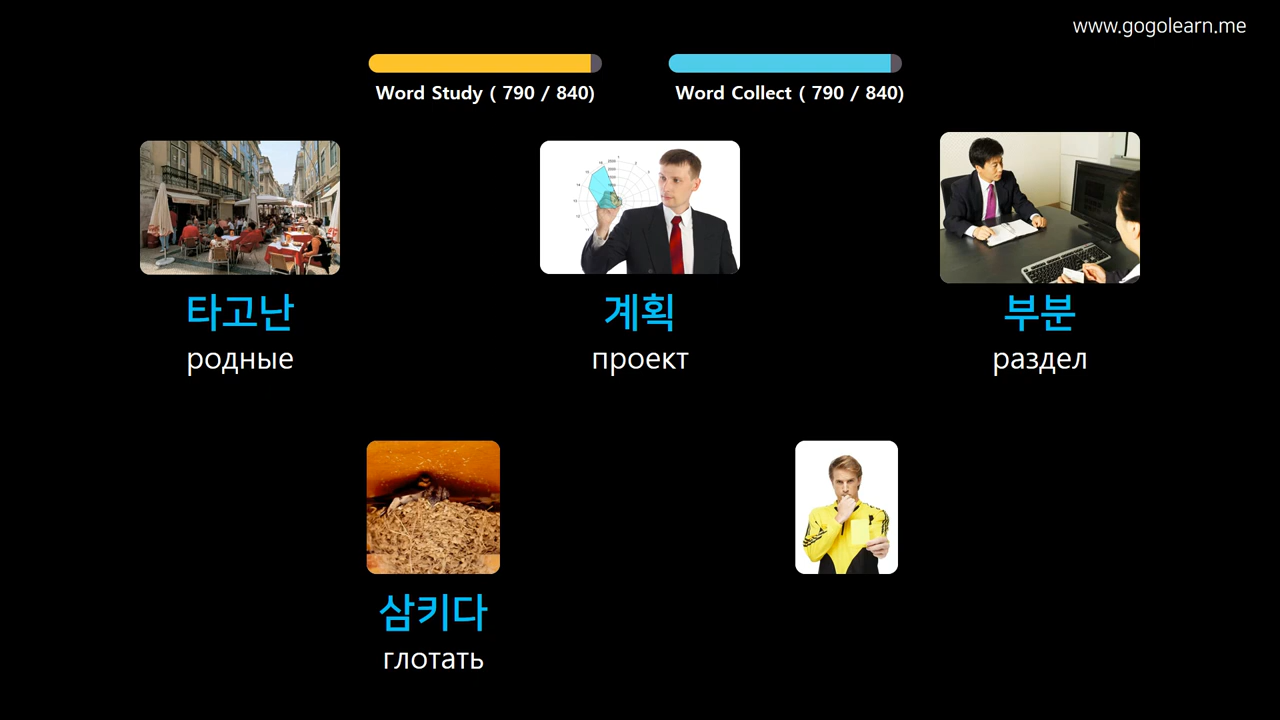 www.gogolearn.me
Word Study ( 790 / 840)
Word Collect ( 790 / 840)
타고난
родные
계획
проект
부분
раздел
삼키다
глотать